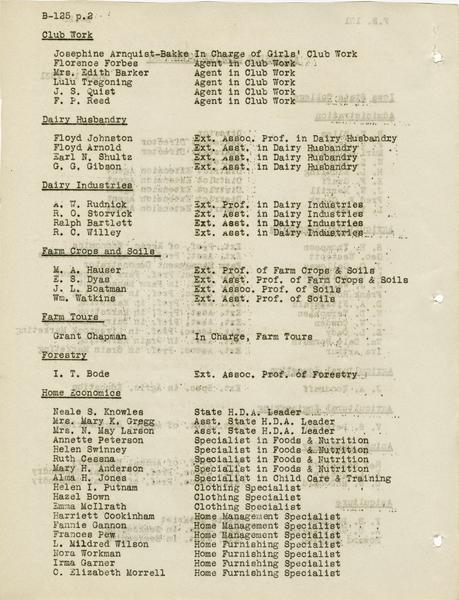 B-125 p.2
Club Work
Josephine Arnquist-Bakke In Charge of Girls' Club Work
Florence Forbes Agent in Club Work
Mrs. Edith Barker Agent in Club Work
Lulu Tregoning Agent in Club Work
J. S. Quist Agent in Club Work
F. P. Reed Agent in Club Work
Dairy Husbandry
Floyd Johnston Ext. Assoc. Prof. in Dairy Husbandry
Floyd Arnold Ext. Asst. in Dairy Husbandry
Earl N. Shultz Ext. Asst. in Dairy Husbandry
G. G. Gibson Ext. Asst. in Dairy Husbandry
Dairy Industries
A. W. Rudnick Ext. Prof. in Dairy Industries
R. O. Storvick Ext. Asst. in Dairy Industries
Ralph Bartlett Ext. Asst. in Dairy Industries
R. C. Willey Ext. Asst. in Dairy Industries
Farm Crops and Soils
M. A. Hauser Ext. Prof. of Farm Crops & Soils
E. S. Dyas Ext. Asst. Prof. of Farm Crops & Soils
J. L. Boatman Ext. Assoc. Prof. of Soils
Wm. Watkins Ext. Asst. Prof. of Soils
Farm Tours
Grant Chapman In Charge, Farm Tours
Forestry
I. T. Bode Ext. Assoc. Prof. of Forestry
Home Economics
Neale S. Knowles State H.D.A. Leader
Mrs. Mary K. Gregg Asst. State H.D.A. Leader
Mrs. N. May Larson Asst. State H.D.A. Leader
Annette Peterson Specialist in Foods & Nutrition
Helen Swinney Specialist in Foods & Nutrition
Ruth Cessna Specialist in Foods & Nutrition
Mary H. Anderson Specialist in Foods & Nutrition
Alma H. Jones Specialist in Child Care & Training
Helen I. Putnam Clothing Specialist
Hazel Bown Clothing Specialist
Emma McIlrath Clothing Specialist
Harriett Cookinham Home Management Specialist
Fannie Gannon Home Management Specialist
Frances Pew Home Management Specialist
L. Mildred Wilson Home Furnishing Specialist
Nora Workman Home Furnishing Specialist
Irma Garner Home Furnishing Specialist
C. Elizabeth Morrell Home Furnishing Specialist